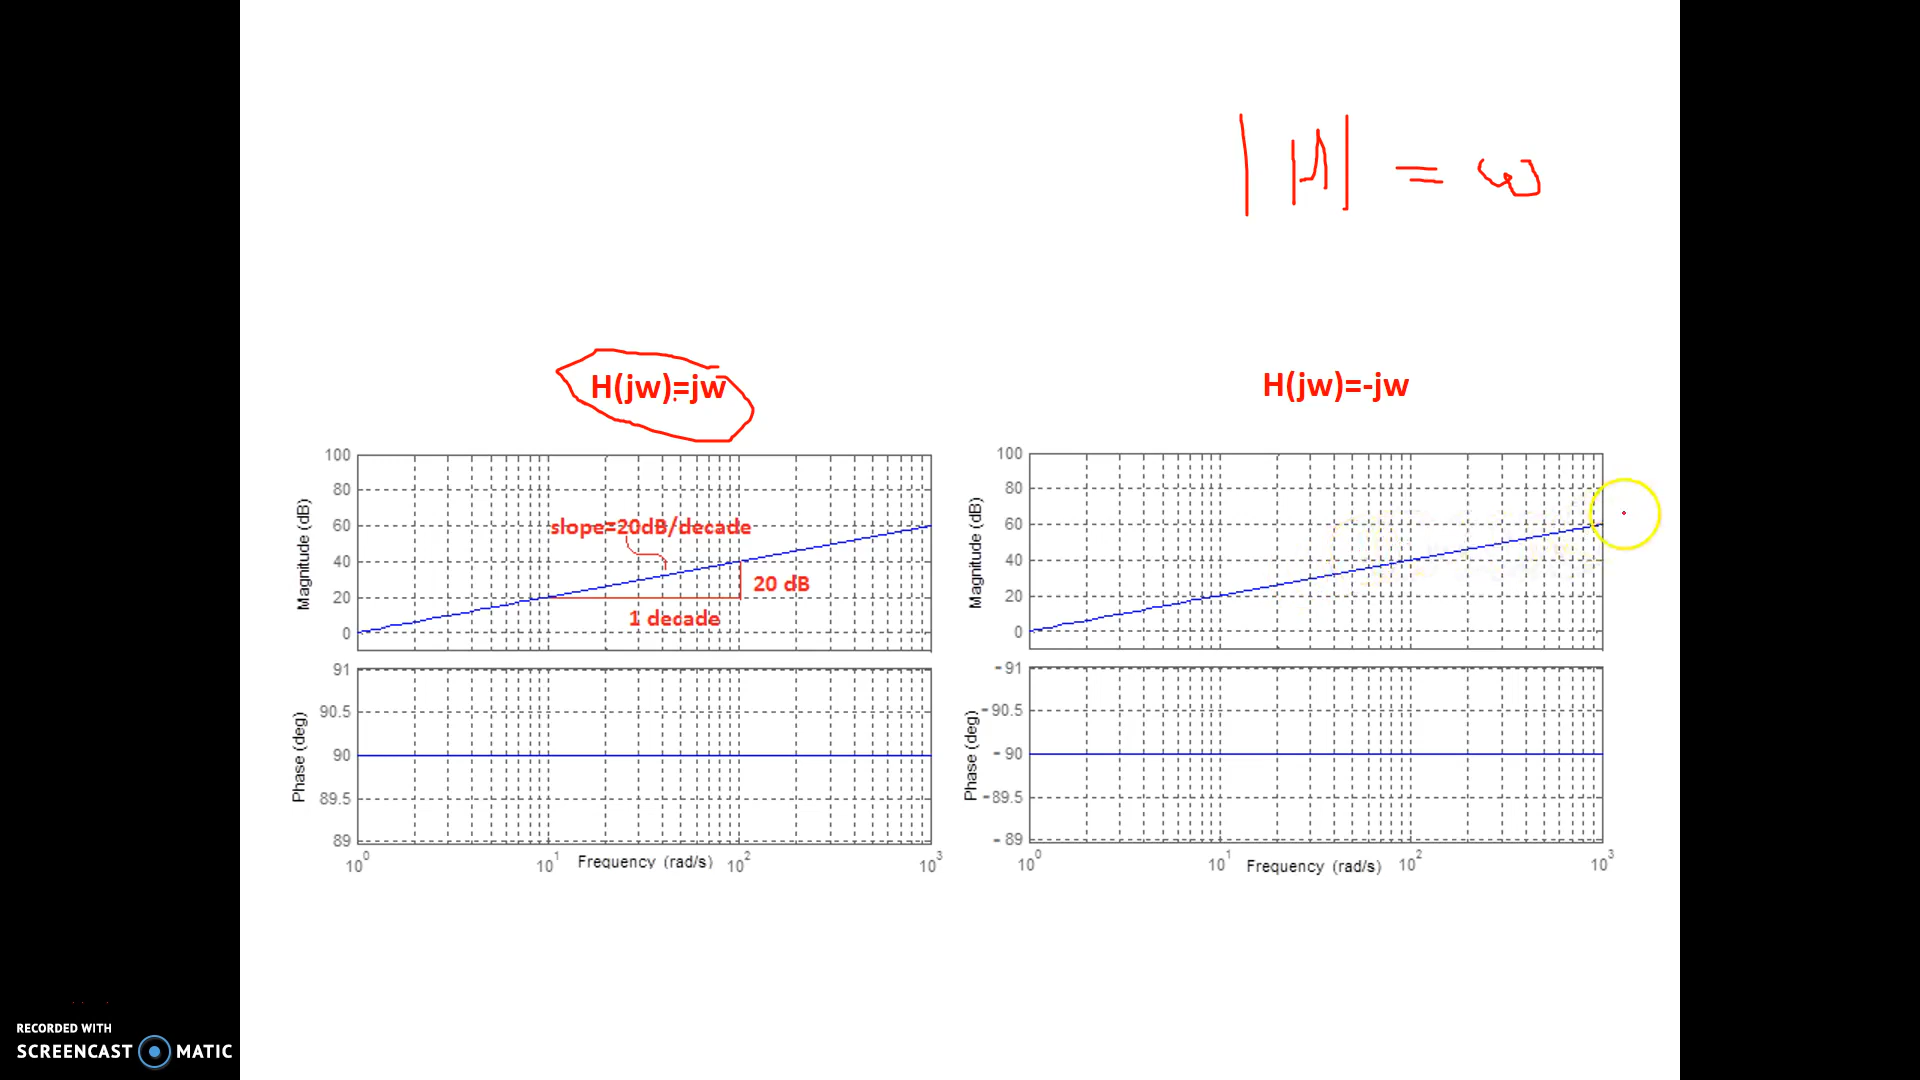 |H| = ω
H(jw)=jw
H(jw)=-jw
Magnitude (dB)
100
80
60
40
20
0
slope=20dB/decade
20 dB
1 decade
Phase (deg)
91
90.5
90
89.5
89
10^0
10^1
Frequency (rad/s)
10^2
10^3
Magnitude (dB)
100
80
60
40
20
0
Phase (deg)
-91
-90.5
-90
-89.5
-89
10^0
10^1
Frequency (rad/s)
10^2
10^3
RECORDED WITH
SCREENCAST MATIC